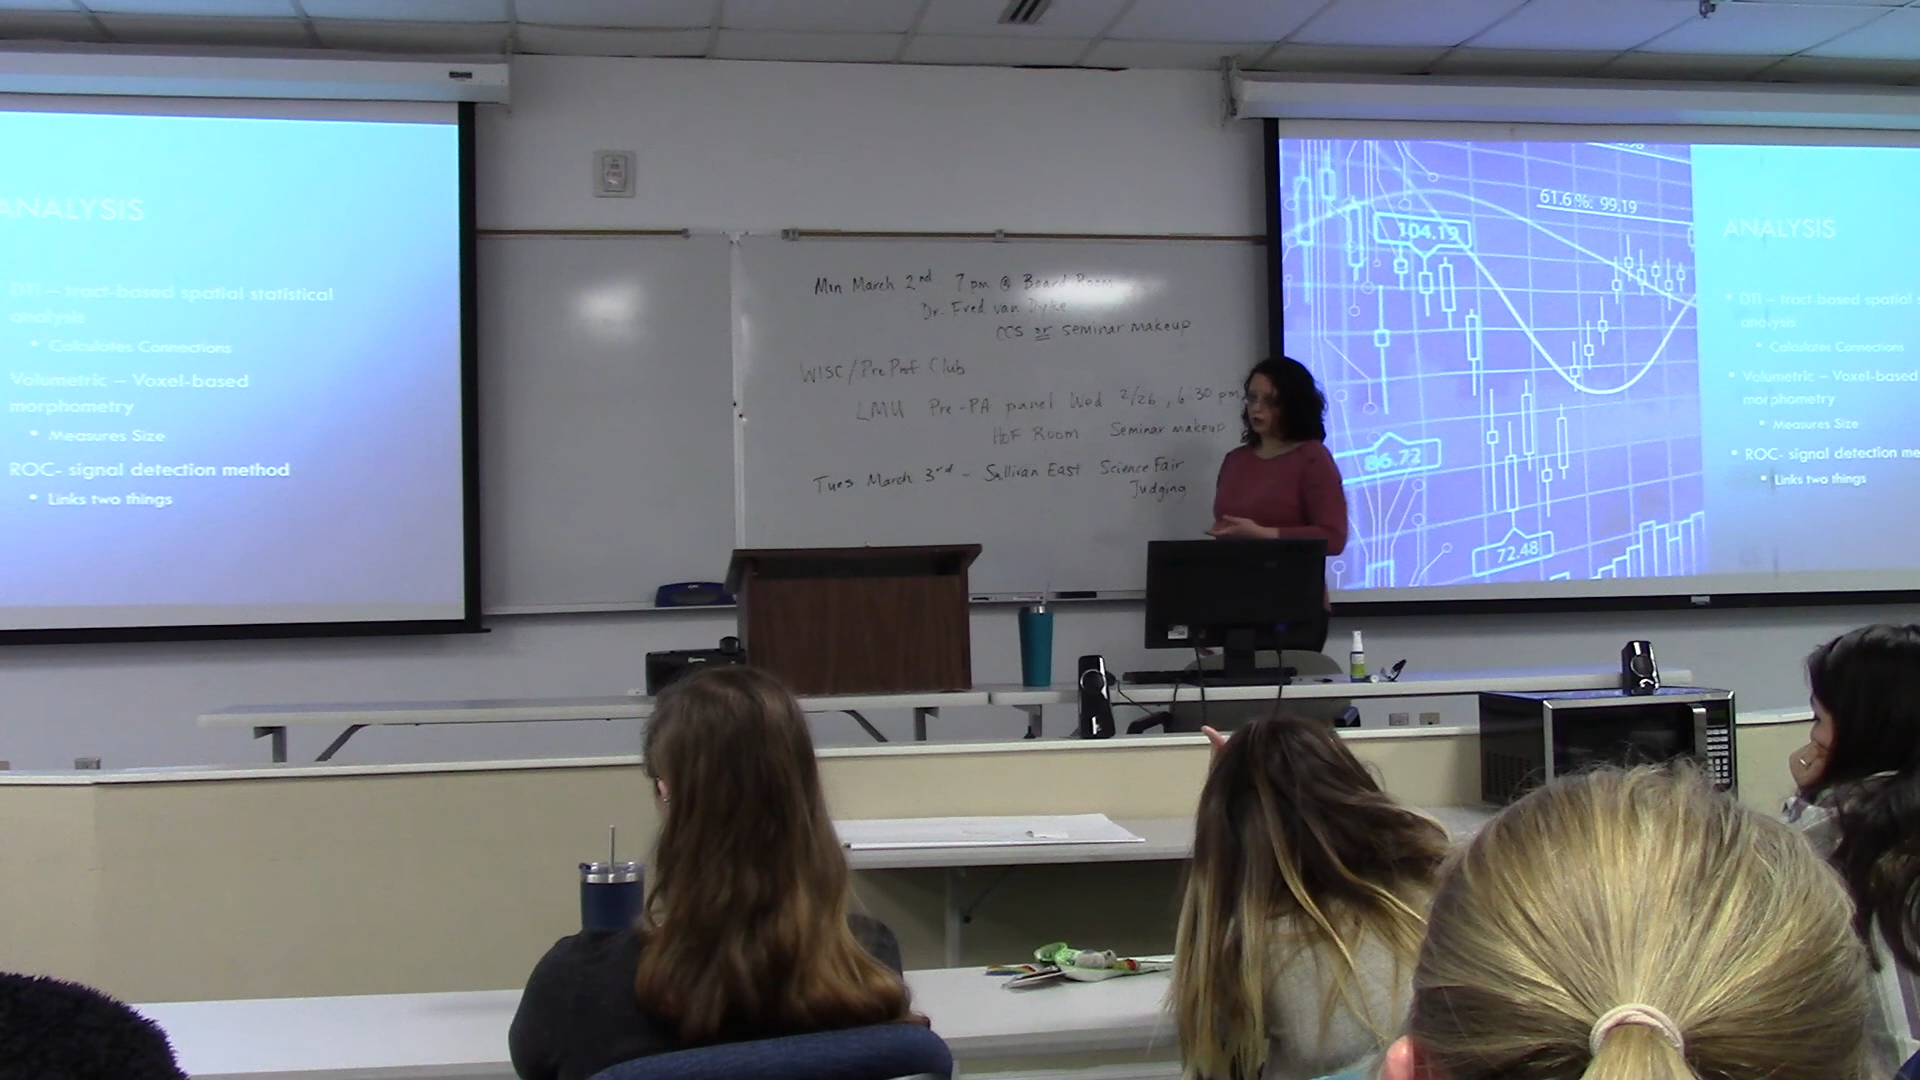 ANALYSIS
DTI – tract-based spatial statistical
analysis
• Calculates Connections
Volumetric – Voxel-based
morphometry
• Measures Size
ROC- signal detection method
• Links two things
Mon March 2nd 7pm @ Board Room
Dr. Fred van Dyke
CCS or seminar makeup
WISC/PreProf Club
LMU Pre-PA panel Wed 2/26, 6:30 pm
HoF Room Seminar makeup
Tues March 3rd – Sullivan East Science Fair
Judging
61.6%: 99.19
104.19
86.72
72.48
ANALYSIS
• DTI – tract-based spatial s
analysis
• Calculates Connections
• Volumetric – Voxel-based
morphometry
• Measures Size
• ROC- signal detection me
• Links two things